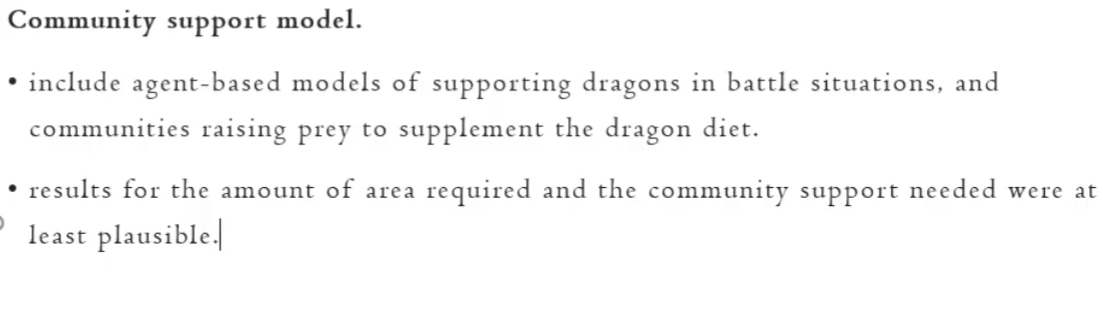 Community support model.
• include agent-based models of supporting dragons in battle situations, and
communities raising prey to supplement the dragon diet.
• results for the amount of area required and the community support needed were at
least plausible.